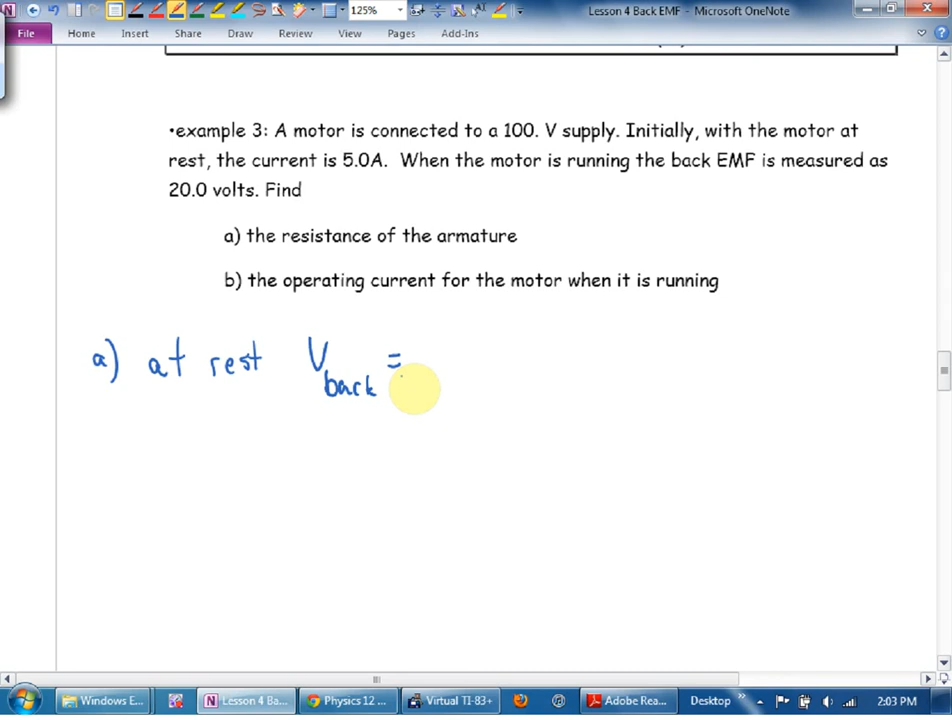 125%
Lesson 4 Back EMF - Microsoft OneNote
File Home Insert Share Draw Review View Pages Add-Ins
•example 3: A motor is connected to a 100. V supply. Initially, with the motor at
rest, the current is 5.0A. When the motor is running the back EMF is measured as
20.0 volts. Find
a) the resistance of the armature
b) the operating current for the motor when it is running
a) at rest V back =
Windows E... Lesson 4 Ba... Physics 12 ... Virtual TI-83+ Adobe Rea... Desktop » 2:03 PM